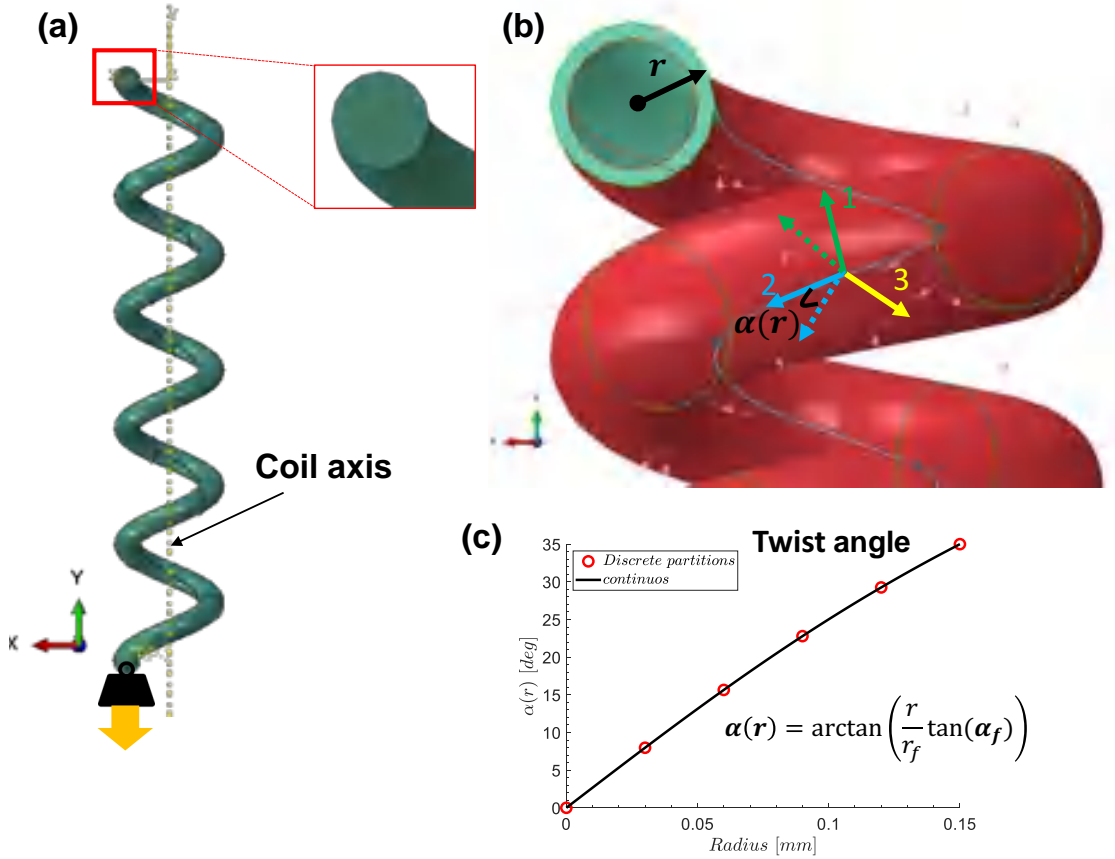 (a)
Y
X
Coil axis
(b)
r
1
2
3
α(r)
(c)
Twist angle
Discrete partitions
continuos
α(r) [deg]
35
30
25
20
15
10
5
0
α(r) = arctan(r/r_f tan(α_f))
0
0.05
0.1
0.15
Radius [mm]